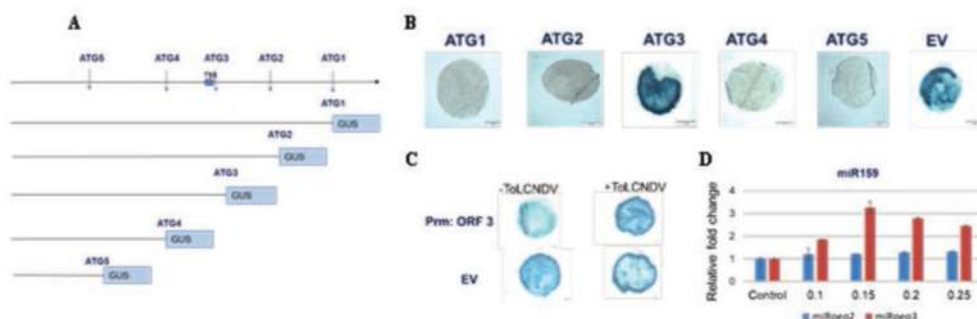 A
ATG5 ATG4 ATG3 ATG2 ATG1
ATG1
GUS
ATG2
GUS
ATG3
GUS
ATG4
GUS
ATG5
GUS
B
ATG1 ATG2 ATG3 ATG4 ATG5 EV
C
-ToLCNDV +ToLCNDV
Prm: ORF 3
EV
D
miR159
Relative fold change
4
3
2
1
0
Control 0.1 0.15 0.2 0.25
miRpep2 miRpep3